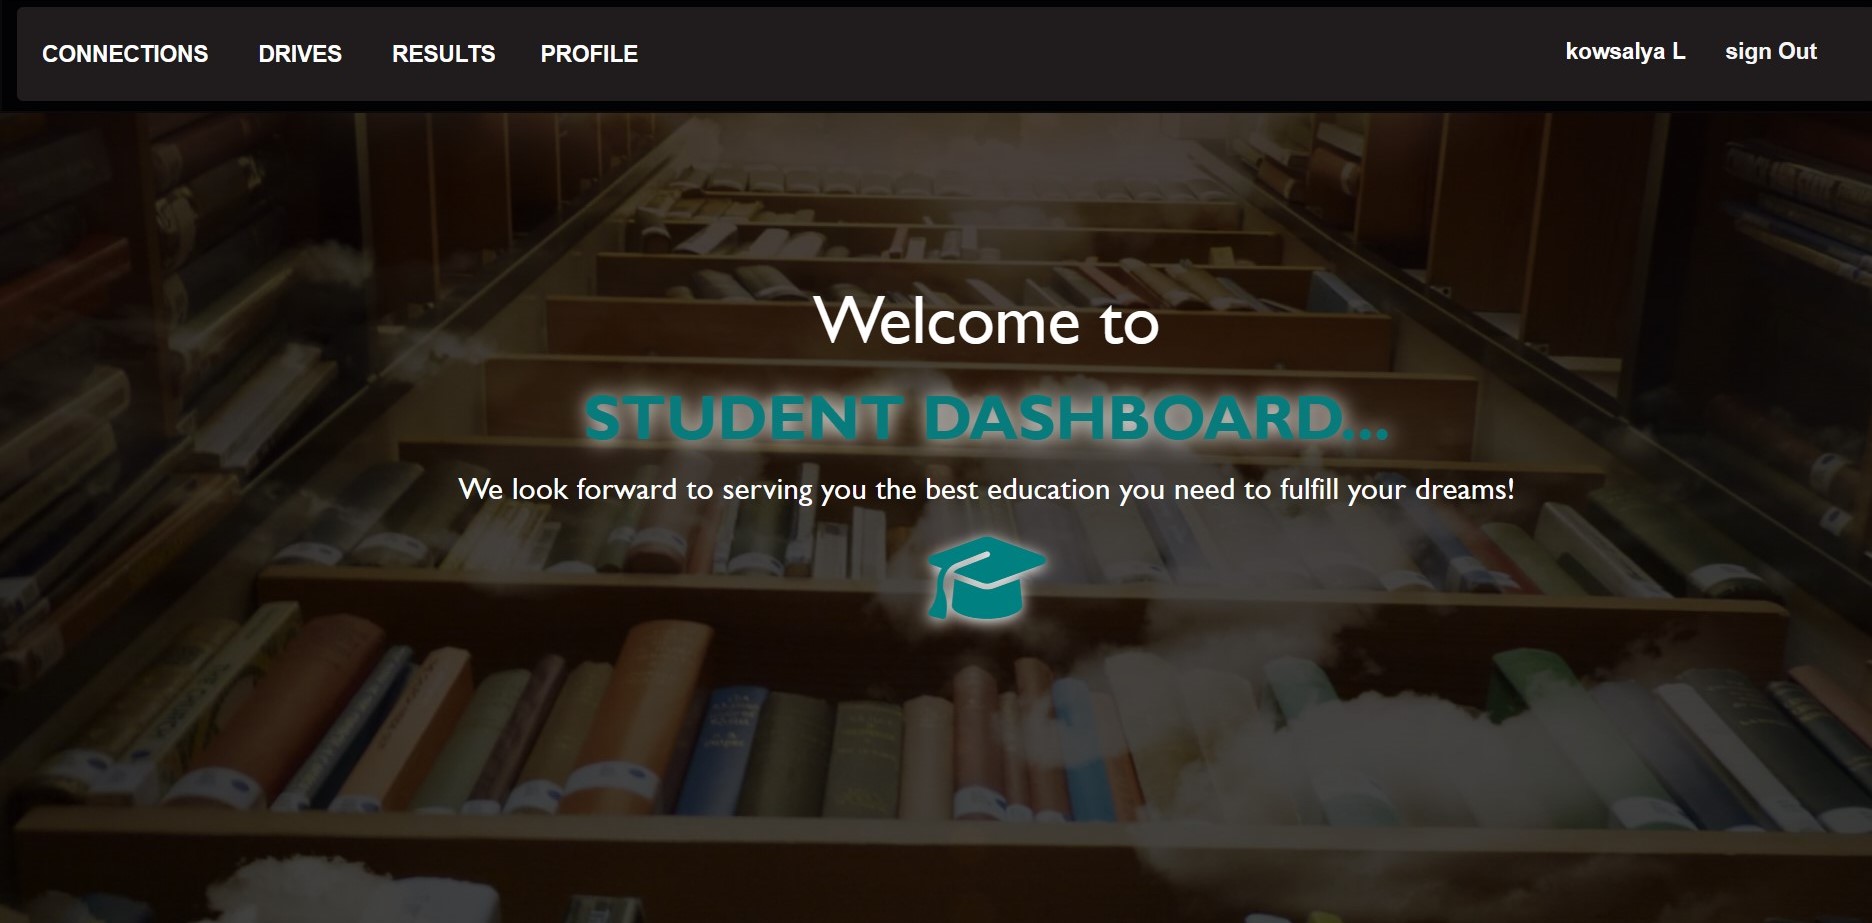 CONNECTIONS DRIVES RESULTS PROFILE kowsalya L sign Out
Welcome to
STUDENT DASHBOARD...
We look forward to serving you the best education you need to fulfill your dreams!